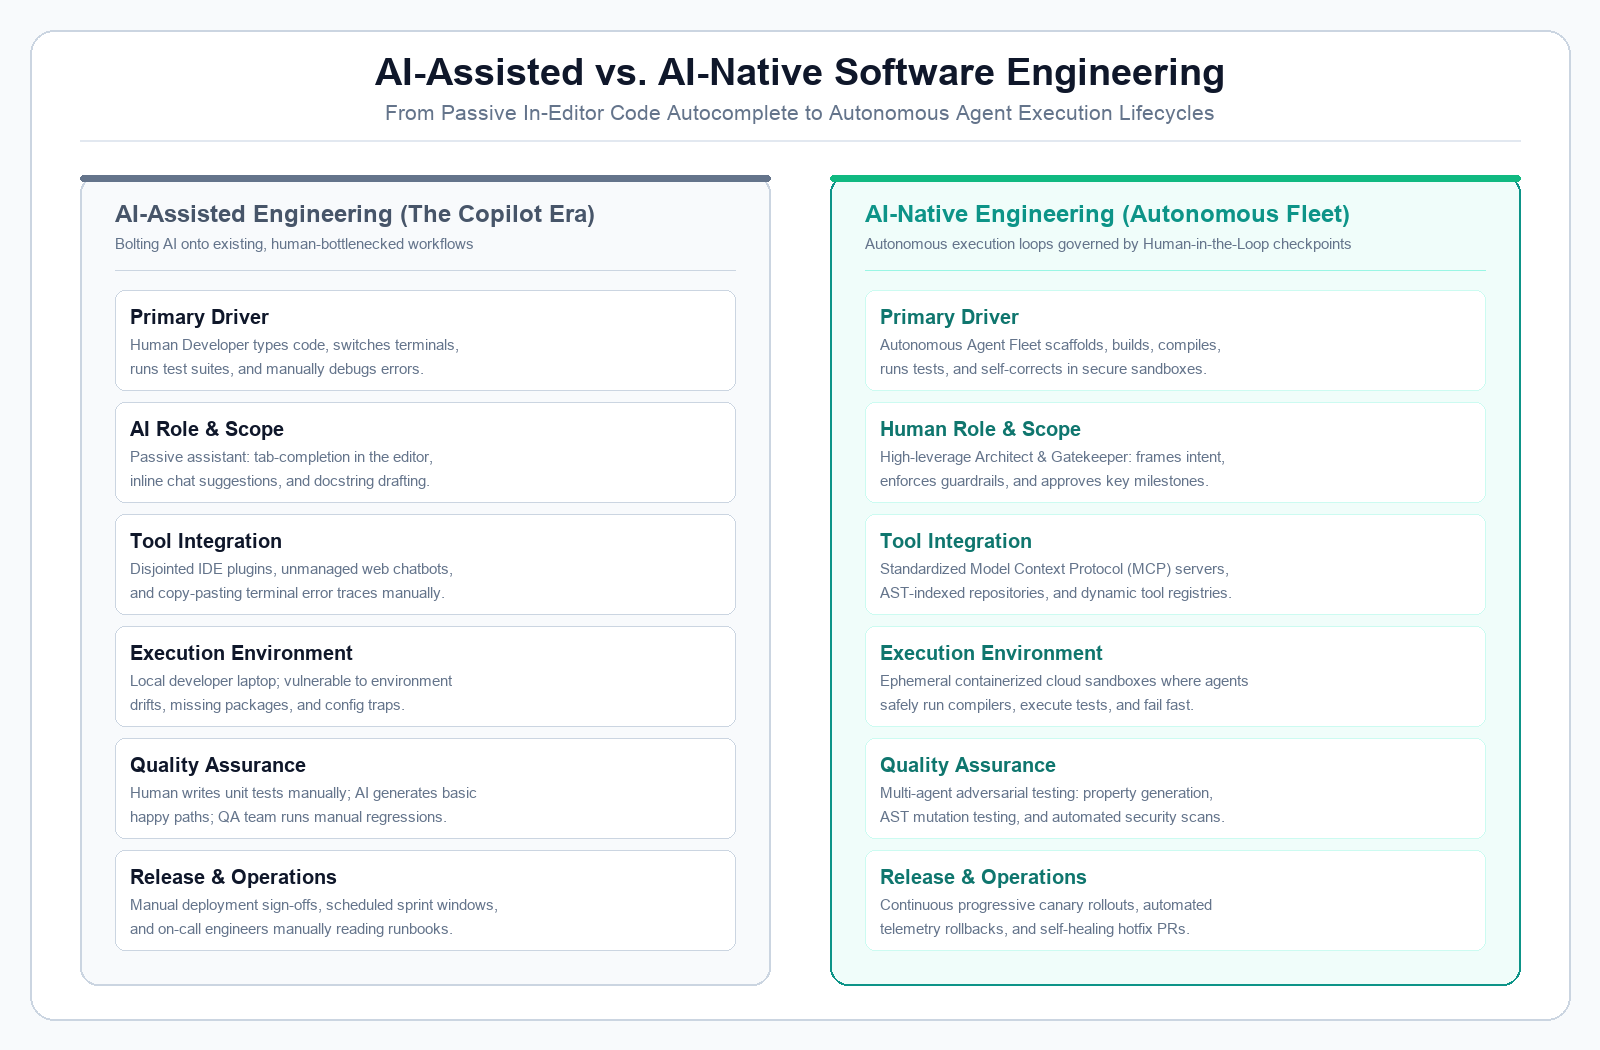 AI-Assisted vs. AI-Native Software Engineering
From Passive In-Editor Code Autocomplete to Autonomous Agent Execution Lifecycles
AI-Assisted Engineering (The Copilot Era)
Bolting AI onto existing, human-bottlenecked workflows
Primary Driver
Human Developer types code, switches terminals,
runs test suites, and manually debugs errors.
AI Role & Scope
Passive assistant: tab-completion in the editor,
inline chat suggestions, and docstring drafting.
Tool Integration
Disjointed IDE plugins, unmanaged web chatbots,
and copy-pasting terminal error traces manually.
Execution Environment
Local developer laptop; vulnerable to environment
drifts, missing packages, and config traps.
Quality Assurance
Human writes unit tests manually; AI generates basic
happy paths; QA team runs manual regressions.
Release & Operations
Manual deployment sign-offs, scheduled sprint windows,
and on-call engineers manually reading runbooks.
AI-Native Engineering (Autonomous Fleet)
Autonomous execution loops governed by Human-in-the-Loop checkpoints
Primary Driver
Autonomous Agent Fleet scaffolds, builds, compiles,
runs tests, and self-corrects in secure sandboxes.
Human Role & Scope
High-leverage Architect & Gatekeeper: frames intent,
enforces guardrails, and approves key milestones.
Tool Integration
Standardized Model Context Protocol (MCP) servers,
AST-indexed repositories, and dynamic tool registries.
Execution Environment
Ephemeral containerized cloud sandboxes where agents
safely run compilers, execute tests, and fail fast.
Quality Assurance
Multi-agent adversarial testing: property generation,
AST mutation testing, and automated security scans.
Release & Operations
Continuous progressive canary rollouts, automated
telemetry rollbacks, and self-healing hotfix PRs.